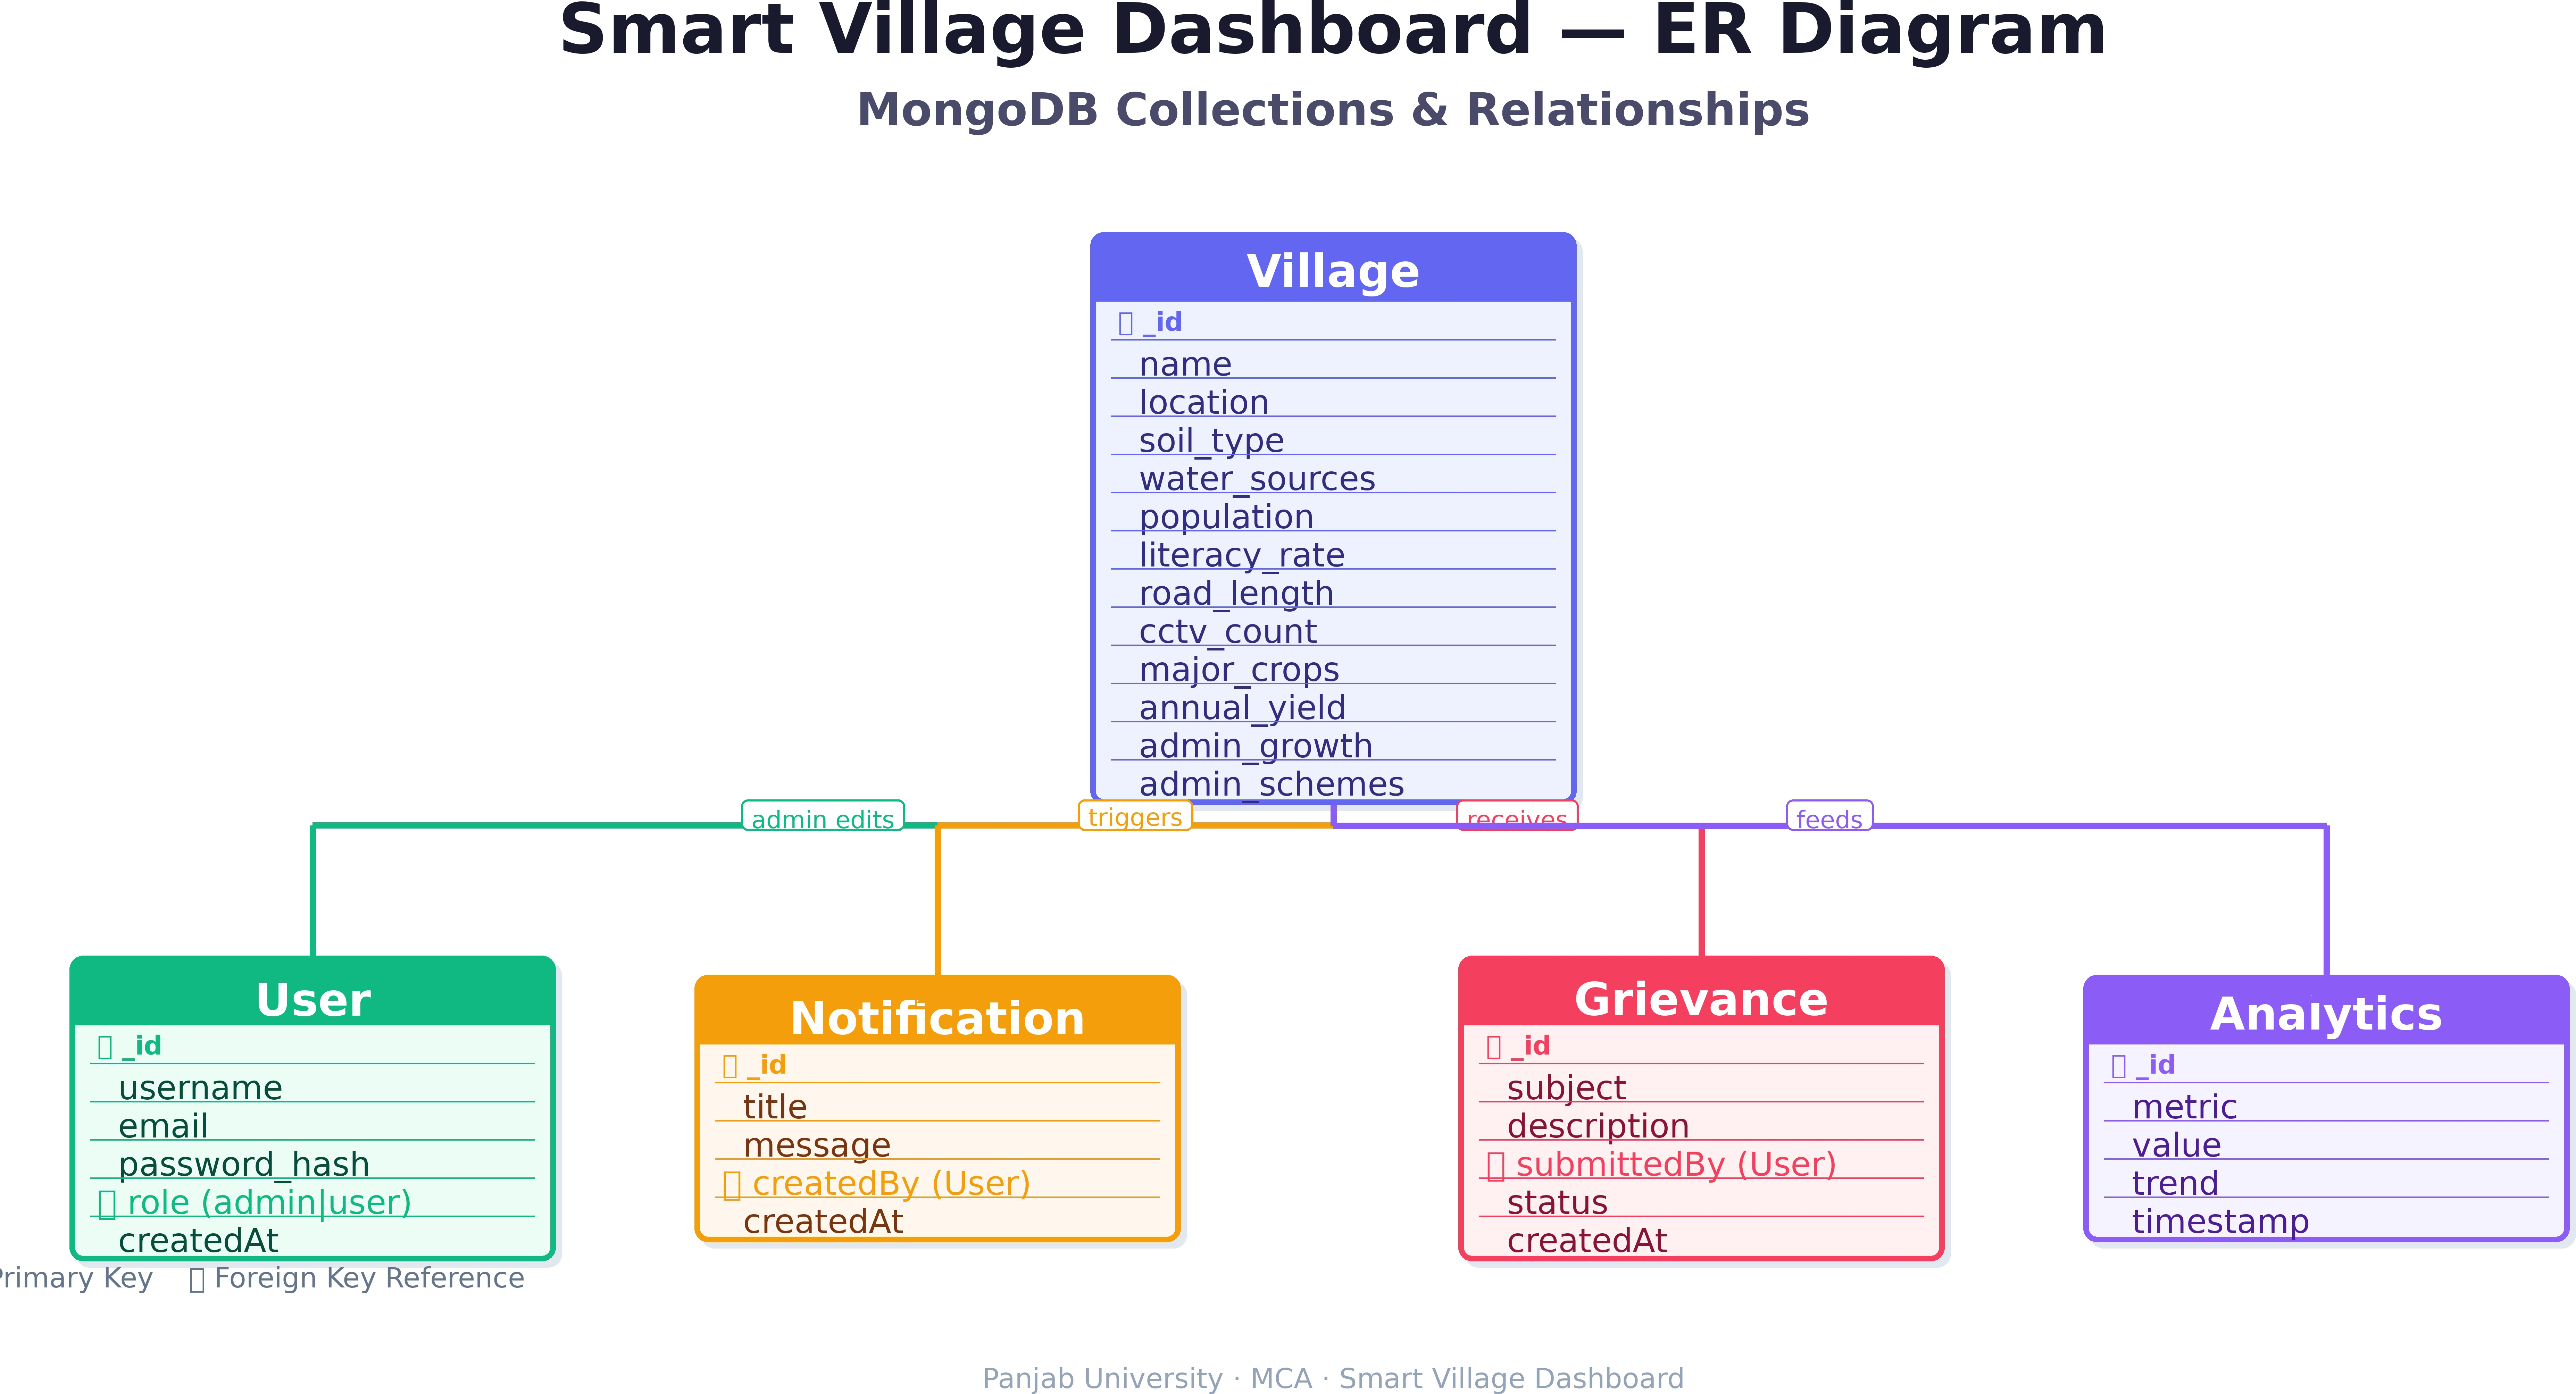 Smart Village Dashboard — ER Diagram
MongoDB Collections & Relationships
Village
_id
name
location
soil_type
water_sources
population
literacy_rate
road_length
cctv_count
major_crops
annual_yield
admin_growth
admin_schemes
admin edits
triggers
receives
feeds
User
_id
username
email
password_hash
role (admin|user)
createdAt
Notification
_id
title
message
createdBy (User)
createdAt
Grievance
_id
subject
description
submittedBy (User)
status
createdAt
Analytics
_id
metric
value
trend
timestamp
Primary Key Foreign Key Reference
Panjab University · MCA · Smart Village Dashboard